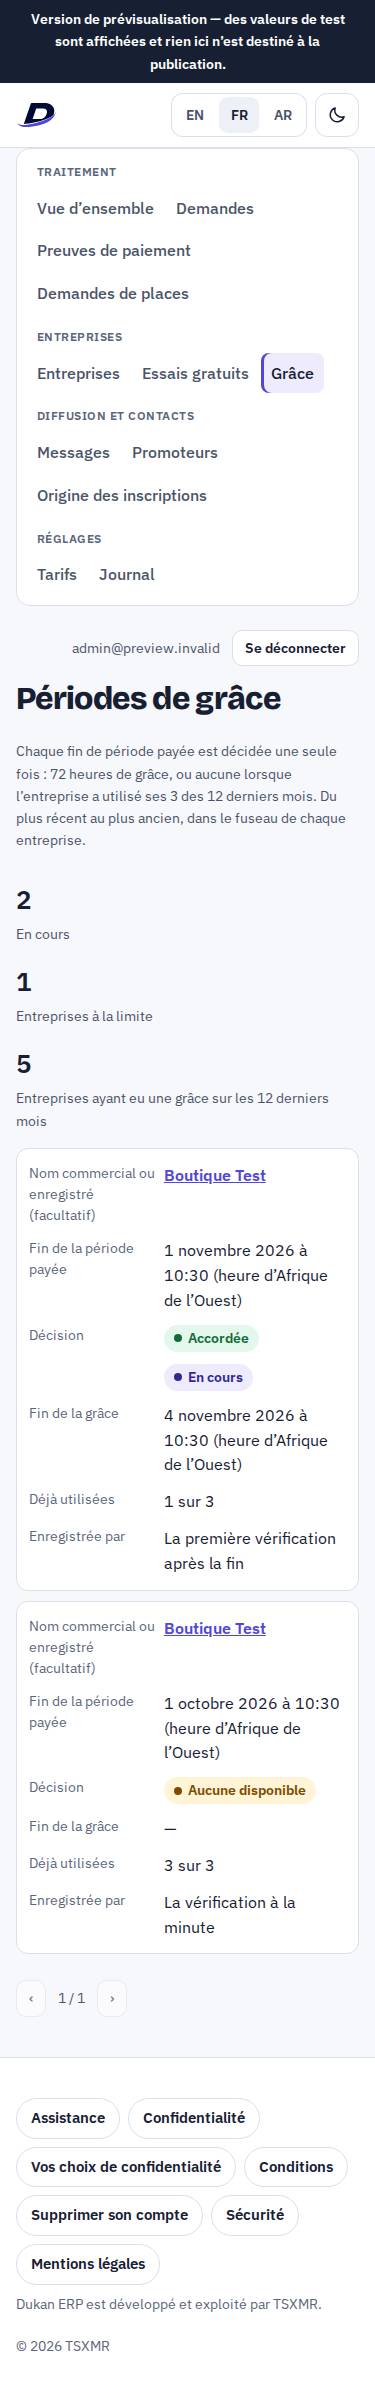 Version de prévisualisation — des valeurs de test
sont affichées et rien ici n’est destiné à la
publication.
D
EN FR AR
TRAITEMENT
Vue d’ensemble Demandes
Preuves de paiement
Demandes de places
ENTREPRISES
Entreprises Essais gratuits Grâce
DIFFUSION ET CONTACTS
Messages Promoteurs
Origine des inscriptions
RÉGLAGES
Tarifs Journal
admin@preview.invalid Se déconnecter
Périodes de grâce
Chaque fin de période payée est décidée une seule
fois : 72 heures de grâce, ou aucune lorsque
l’entreprise a utilisé ses 3 des 12 derniers mois. Du
plus récent au plus ancien, dans le fuseau de chaque
entreprise.
2
En cours
1
Entreprises à la limite
5
Entreprises ayant eu une grâce sur les 12 derniers
mois
Nom commercial ou
enregistré
(facultatif)
Boutique Test
Fin de la période
payée
1 novembre 2026 à
10:30 (heure d’Afrique
de l’Ouest)
Décision
Accordée
En cours
Fin de la grâce
4 novembre 2026 à
10:30 (heure d’Afrique
de l’Ouest)
Déjà utilisées
1 sur 3
Enregistrée par
La première vérification
après la fin
Nom commercial ou
enregistré
(facultatif)
Boutique Test
Fin de la période
payée
1 octobre 2026 à 10:30
(heure d’Afrique de
l’Ouest)
Décision
Aucune disponible
Fin de la grâce
—
Déjà utilisées
3 sur 3
Enregistrée par
La vérification à la
minute
‹ 1 / 1 ›
Assistance Confidentialité
Vos choix de confidentialité Conditions
Supprimer son compte Sécurité
Mentions légales
Dukan ERP est développé et exploité par TSXMR.
© 2026 TSXMR